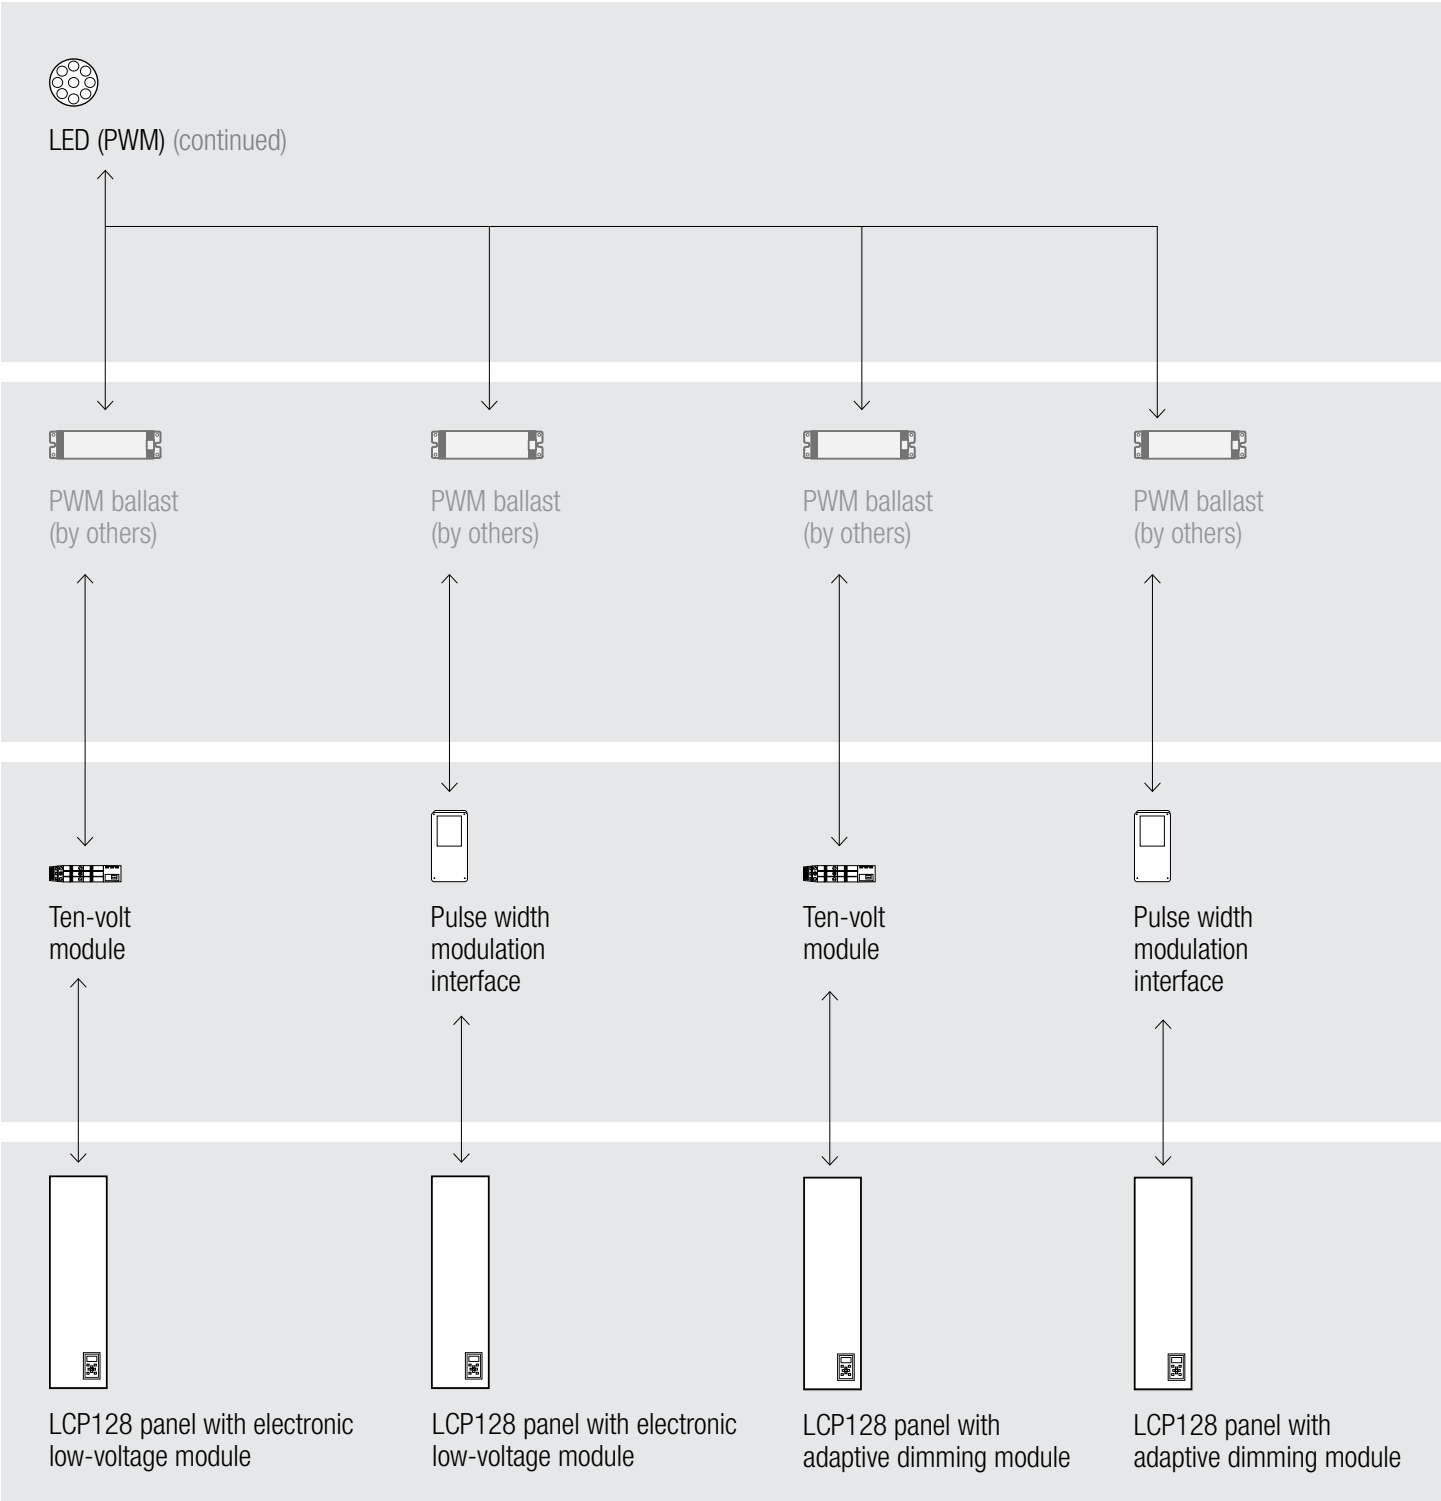 LED (PWM) (continued)
PWM ballast
(by others)
PWM ballast
(by others)
PWM ballast
(by others)
PWM ballast
(by others)
Ten-volt
module
Pulse width
modulation
interface
Ten-volt
module
Pulse width
modulation
interface
LCP128 panel with electronic
low-voltage module
LCP128 panel with electronic
low-voltage module
LCP128 panel with
adaptive dimming module
LCP128 panel with
adaptive dimming module